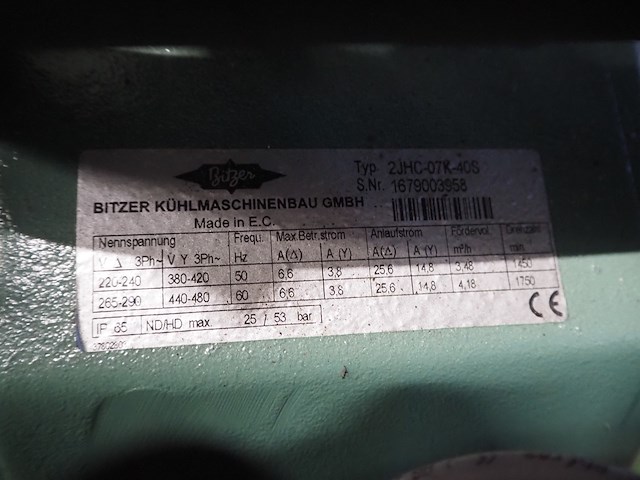 Bitzer
Typ 2JHC-07K-40S
S.Nr. 1679003958
BITZER KÜHLMASCHINENBAU GMBH
Made in E.C.
Nennspannung Frequ. Max.Betr.strom Anlaufstrom Fördervol.
V Δ 3Ph~ V Y 3Ph~ Hz A(Δ) A (Y) A(Δ) A (Y) m³/h min
220-240 380-420 50 6,6 3,8 25,6 14,8 3,48 1450
265-290 440-480 60 6,6 3,8 25,6 14,8 4,18 1750
IP 65 ND/HD max. 25 / 53 bar
CE